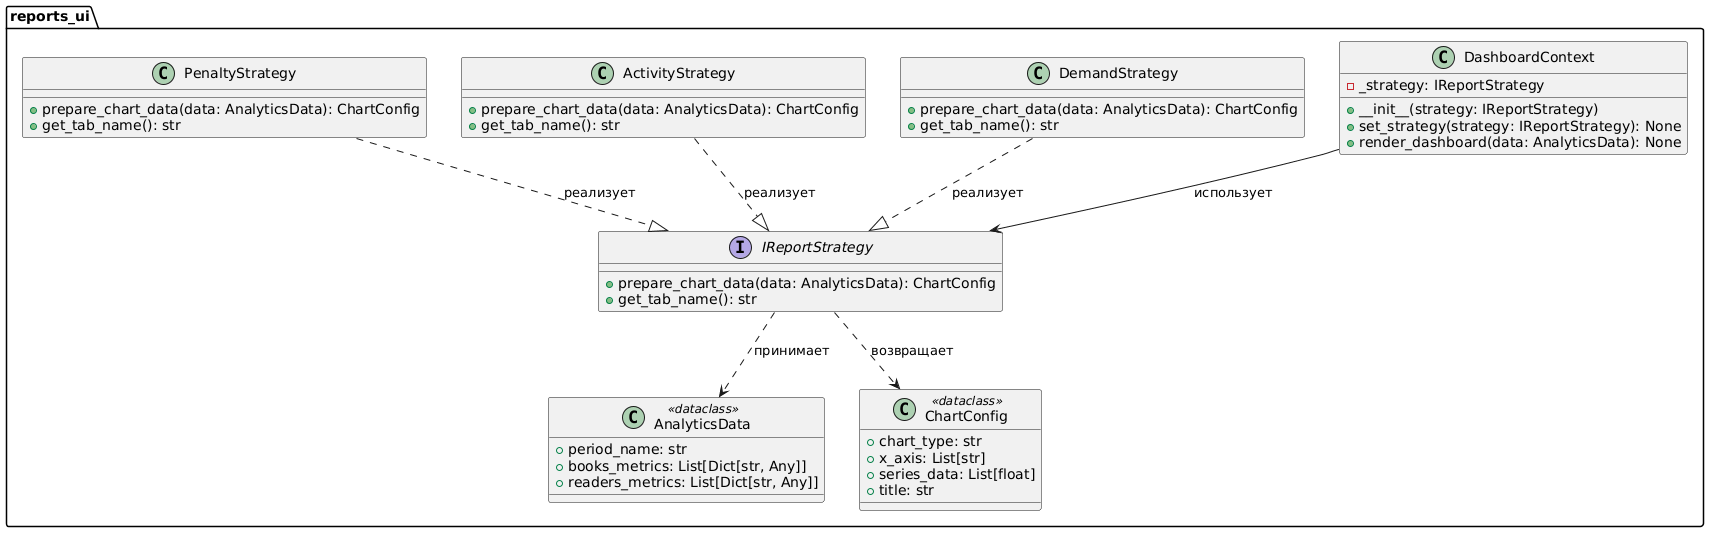 reports_ui
C PenaltyStrategy
prepare_chart_data(data: AnalyticsData): ChartConfig
get_tab_name(): str
C ActivityStrategy
prepare_chart_data(data: AnalyticsData): ChartConfig
get_tab_name(): str
C DemandStrategy
prepare_chart_data(data: AnalyticsData): ChartConfig
get_tab_name(): str
C DashboardContext
_strategy: IReportStrategy
__init__(strategy: IReportStrategy)
set_strategy(strategy: IReportStrategy): None
render_dashboard(data: AnalyticsData): None
реализует
реализует
реализует
использует
I IReportStrategy
prepare_chart_data(data: AnalyticsData): ChartConfig
get_tab_name(): str
принимает
возвращает
«dataclass»
C AnalyticsData
period_name: str
books_metrics: List[Dict[str, Any]]
readers_metrics: List[Dict[str, Any]]
«dataclass»
C ChartConfig
chart_type: str
x_axis: List[str]
series_data: List[float]
title: str